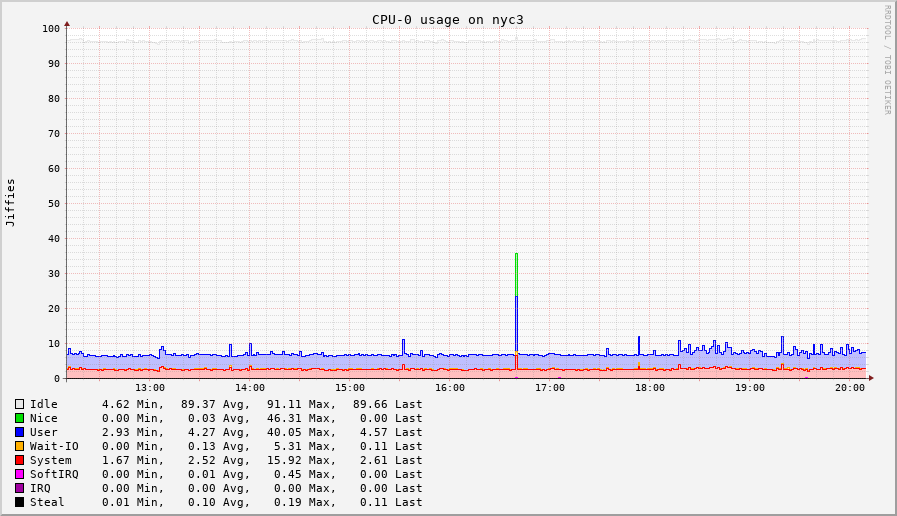 CPU-0 usage on nyc3
RRDTOOL / TOBI OETIKER
Jiffies
100
90
80
70
60
50
40
30
20
10
0
13:00 14:00 15:00 16:00 17:00 18:00 19:00 20:00
Idle 4.62 Min, 89.37 Avg, 91.11 Max, 89.66 Last
Nice 0.00 Min, 0.03 Avg, 46.31 Max, 0.00 Last
User 2.93 Min, 4.27 Avg, 40.05 Max, 4.57 Last
Wait-IO 0.00 Min, 0.13 Avg, 5.31 Max, 0.11 Last
System 1.67 Min, 2.52 Avg, 15.92 Max, 2.61 Last
SoftIRQ 0.00 Min, 0.01 Avg, 0.45 Max, 0.00 Last
IRQ 0.00 Min, 0.00 Avg, 0.00 Max, 0.00 Last
Steal 0.01 Min, 0.10 Avg, 0.19 Max, 0.11 Last